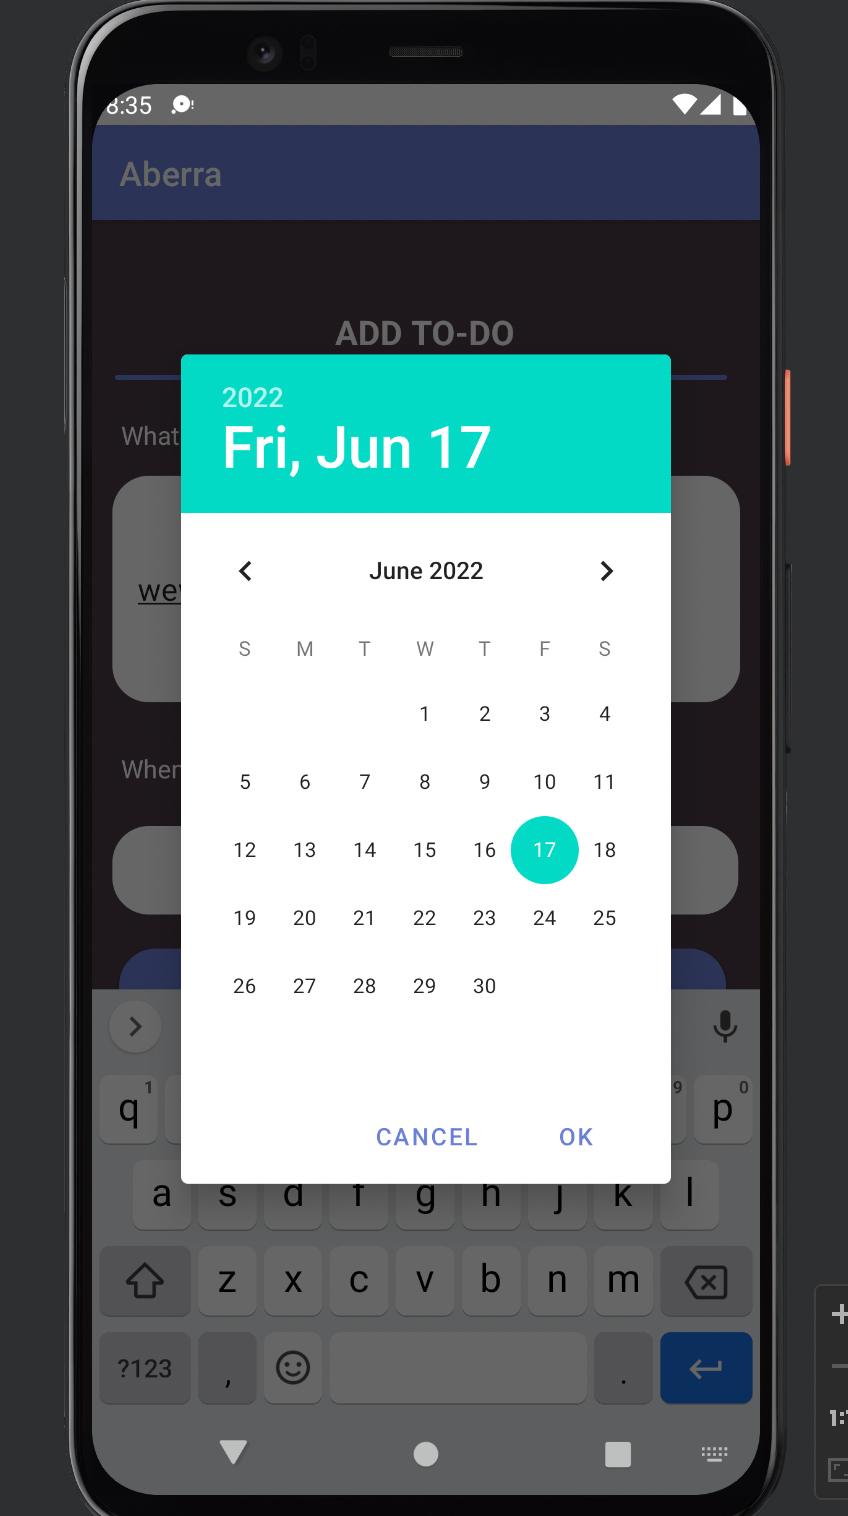 8:35
Aberra
ADD TO-DO
2022
Fri, Jun 17
What
June 2022
S M T W T F S
1 2 3 4
5 6 7 8 9 10 11
12 13 14 15 16 17 18
19 20 21 22 23 24 25
26 27 28 29 30
CANCEL OK
q 1 9 p 0
a s d f g h j k l
z x c v b n m
?123 , .